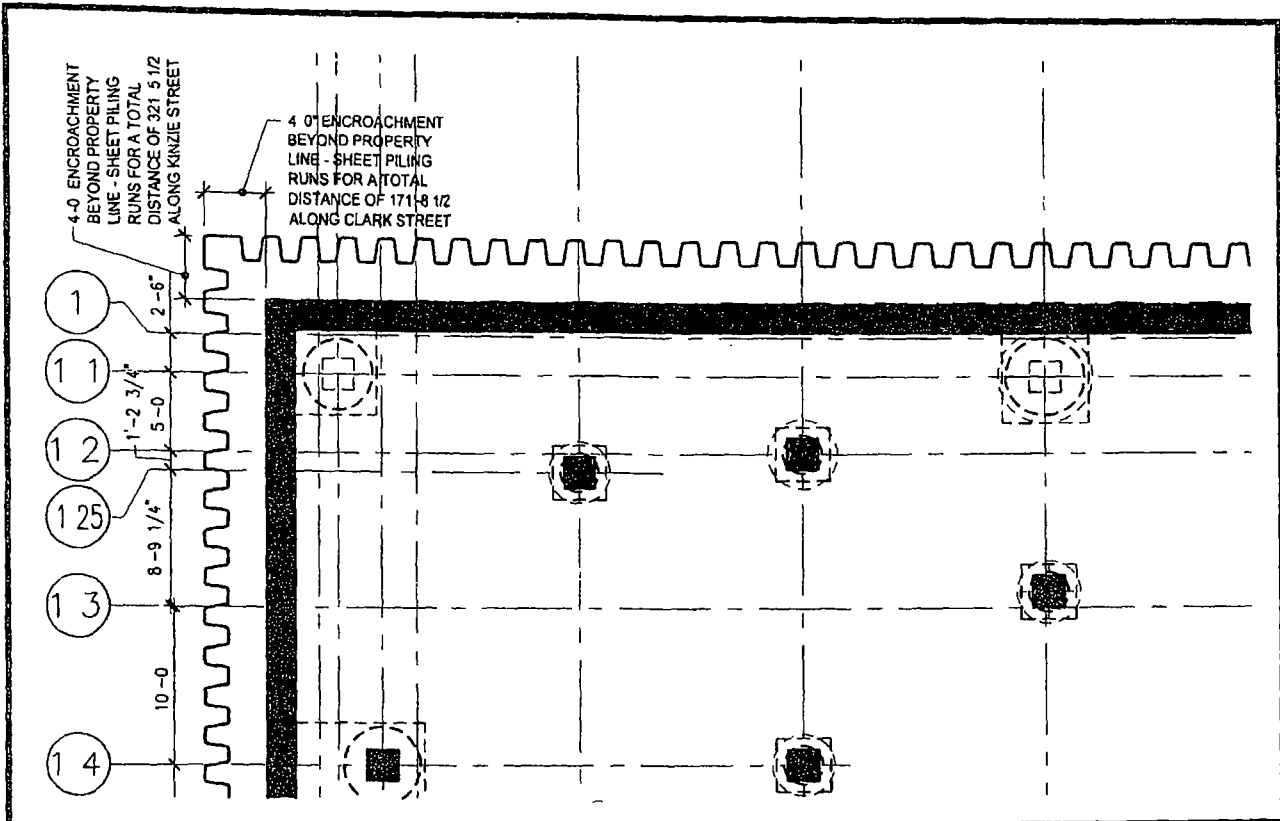 4-0 ENCROACHMENT
BEYOND PROPERTY
LINE - SHEET PILING
RUNS FOR A TOTAL
DISTANCE OF 321 5 1/2
ALONG KINZIE STREET
4 0" ENCROACHMENT
BEYOND PROPERTY
LINE - SHEET PILING
RUNS FOR A TOTAL
DISTANCE OF 171-8 1/2
ALONG CLARK STREET
1
2-6"
1 1
5-0
1'-2 3/4"
1 2
1 25
8-9 1/4"
1 3
10-0
1 4